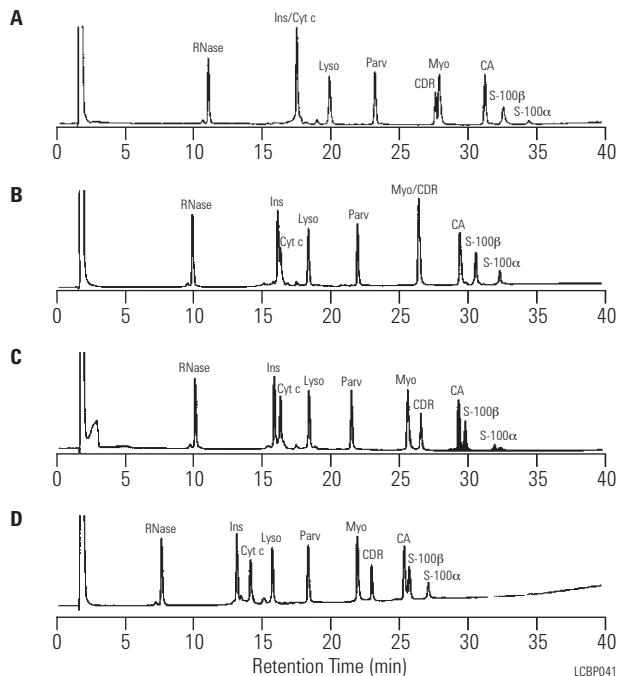 A
Ins/Cyt c
RNase
Lyso
Parv
CDR
Myo
CA
S-100β
S-100α
0 5 10 15 20 25 30 35 40
B
RNase
Ins
Cyt c
Lyso
Parv
Myo/CDR
CA
S-100β
S-100α
0 5 10 15 20 25 30 35 40
C
RNase
Ins
Cyt c
Lyso
Parv
Myo
CDR
CA
S-100β
S-100α
0 5 10 15 20 25 30 35 40
D
RNase
Ins
Cyt c
Lyso
Parv
Myo
CDR
CA
S-100β
S-100α
0 5 10 15 20 25 30 35 40
Retention Time (min)
LCBP041